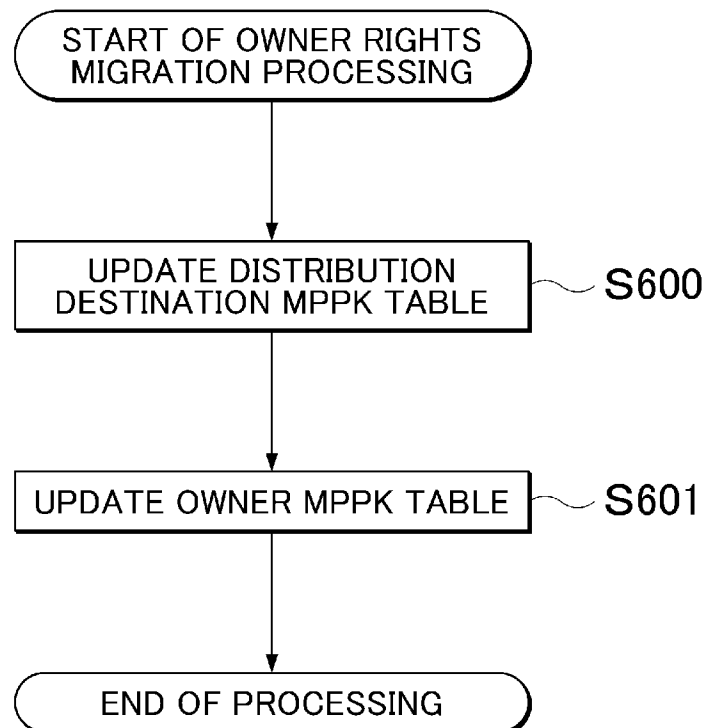 START OF OWNER RIGHTS
MIGRATION PROCESSING
UPDATE DISTRIBUTION
DESTINATION MPPK TABLE
S600
UPDATE OWNER MPPK TABLE
S601
END OF PROCESSING